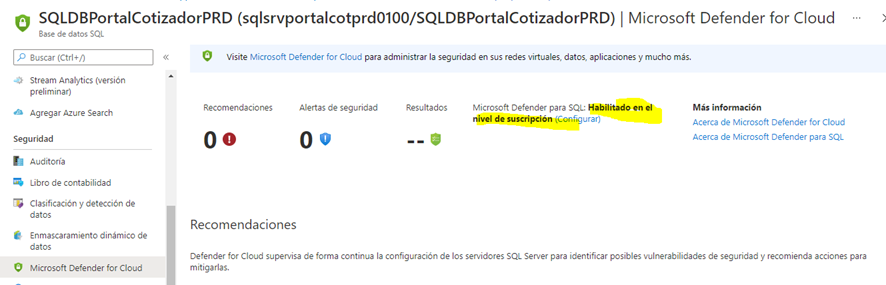 SQLDBPortalCotizadorPRD (sqlsrvportalcotprd0100/SQLDBPortalCotizadorPRD) | Microsoft Defender for Cloud ...
Base de datos SQL
Buscar (Ctrl+/)
«
Stream Analytics (versión
preliminar)
Agregar Azure Search
Seguridad
Auditoría
Libro de contabilidad
Clasificación y detección de
datos
Enmascaramiento dinámico de
datos
Microsoft Defender for Cloud
Visite Microsoft Defender for Cloud para administrar la seguridad en sus redes virtuales, datos, aplicaciones y mucho más.
Recomendaciones
0
Alertas de seguridad
0
Resultados
--
Microsoft Defender para SQL: Habilitado en el
nivel de suscripción (Configurar)
Más información
Acerca de Microsoft Defender for Cloud
Acerca de Microsoft Defender para SQL
Recomendaciones
Defender for Cloud supervisa de forma continua la configuración de los servidores SQL Server para identificar posibles vulnerabilidades de seguridad y recomienda acciones para
mitigarlas.